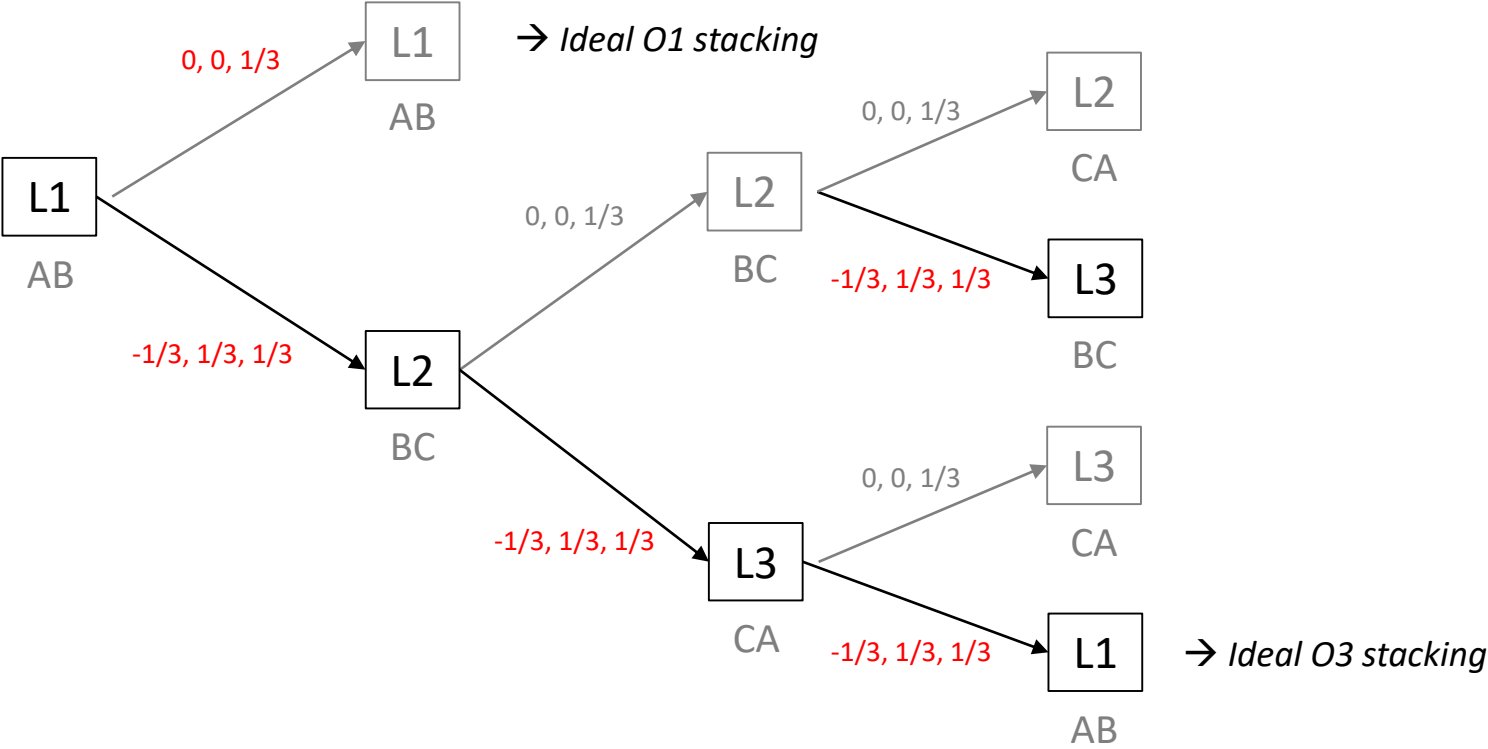 L1
→ Ideal O1 stacking
0, 0, 1/3
AB
L2
0, 0, 1/3
CA
L1
AB
L2
0, 0, 1/3
BC
L3
-1/3, 1/3, 1/3
BC
-1/3, 1/3, 1/3
L2
BC
L3
0, 0, 1/3
CA
-1/3, 1/3, 1/3
L3
CA
L1
→ Ideal O3 stacking
-1/3, 1/3, 1/3
AB